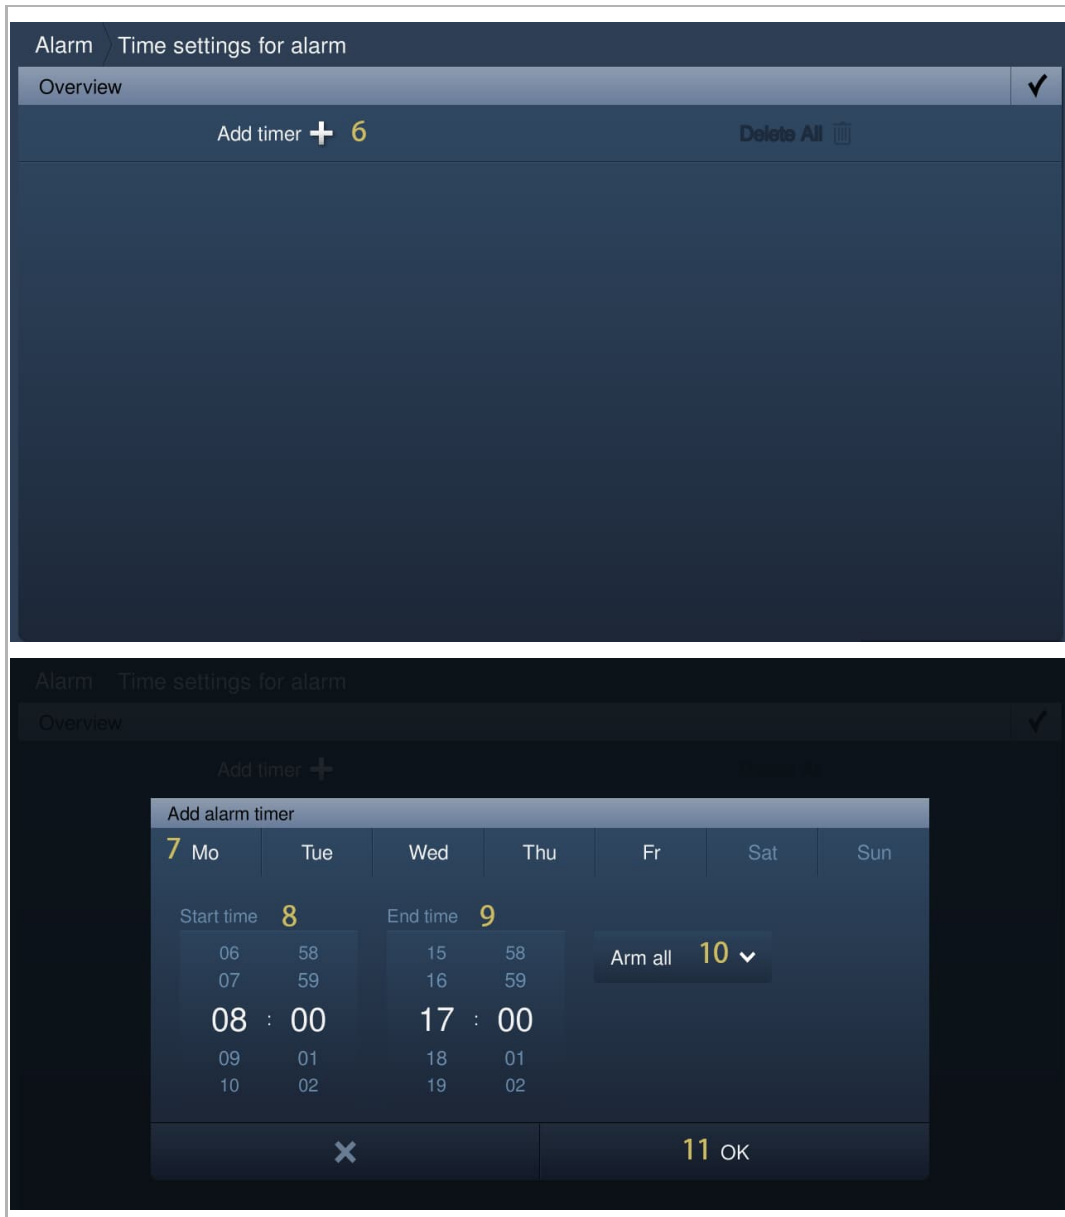 Alarm Time settings for alarm
Overview
Add timer 6 Delete All
Alarm Time settings for alarm
Overview
Add timer
Add alarm timer
7 Mo Tue Wed Thu Fr Sat Sun
Start time 8 End time 9
06 58 15 58
Arm all 10
07 59 16 59
08 : 00 17 : 00
09 01 18 01
10 02 19 02
11 OK